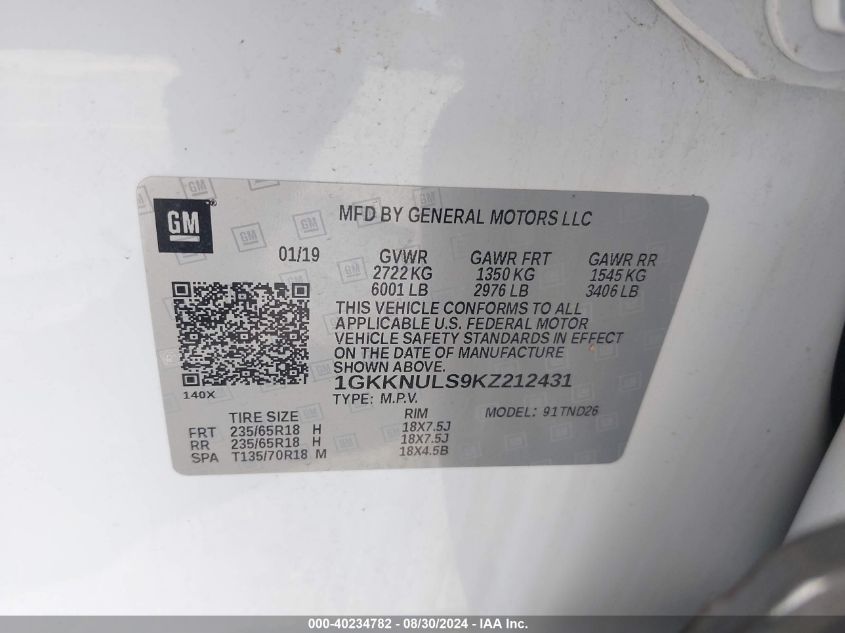 GM
MFD BY GENERAL MOTORS LLC
01/19 GVWR GAWR FRT GAWR RR
2722 KG 1350 KG 1545 KG
6001 LB 2976 LB 3406 LB
THIS VEHICLE CONFORMS TO ALL
APPLICABLE U.S. FEDERAL MOTOR
VEHICLE SAFETY STANDARDS IN EFFECT
ON THE DATE OF MANUFACTURE
SHOWN ABOVE.
1GKKNULS9KZ212431
140X
TYPE: M.P.V.
TIRE SIZE RIM MODEL: 91TND26
FRT 235/65R18 H 18X7.5J
RR 235/65R18 H 18X7.5J
SPA T135/70R18 M 18X4.5B
000-40234782 - 08/30/2024 - IAA Inc.